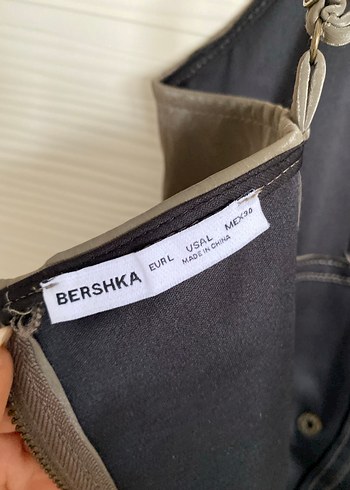 BERSHKA EUR L USA L MEX 30
MADE IN CHINA